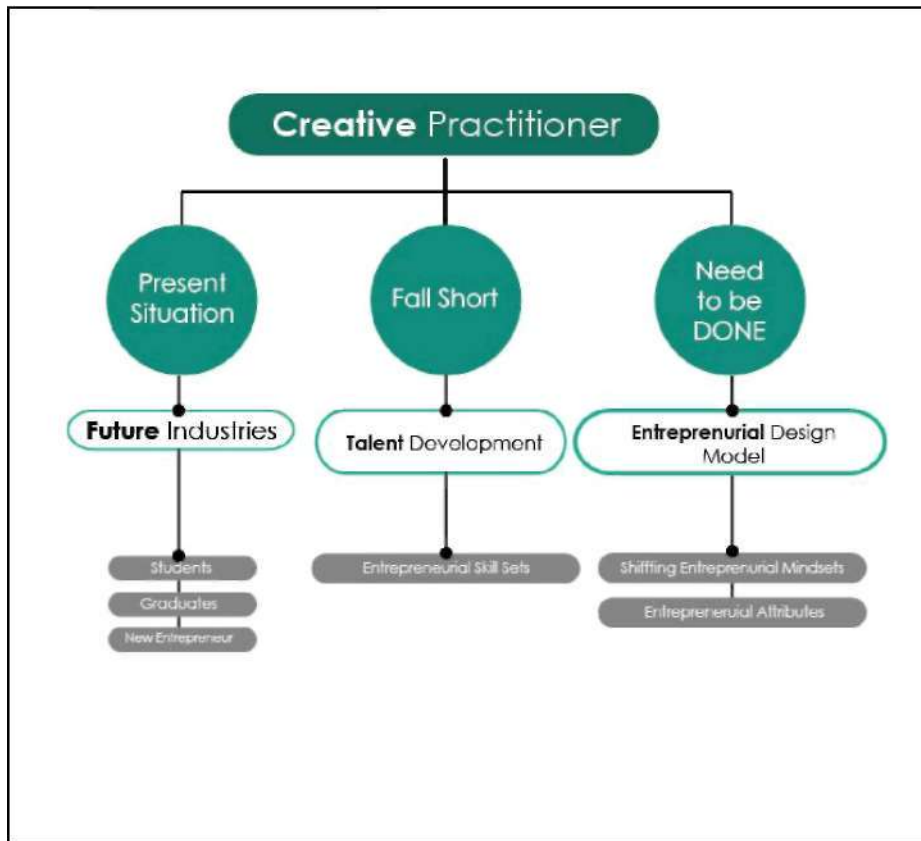 Creative Practitioner
Present
Situation
Fall Short
Need
to be
DONE
Future Industries
Talent Development
Entreprenurial Design
Model
Students
Graduates
New Entrepreneur
Entrepreneurial Skill Sets
Shiffting Entreprenurial Mindsets
Entrepreneruial Attributes